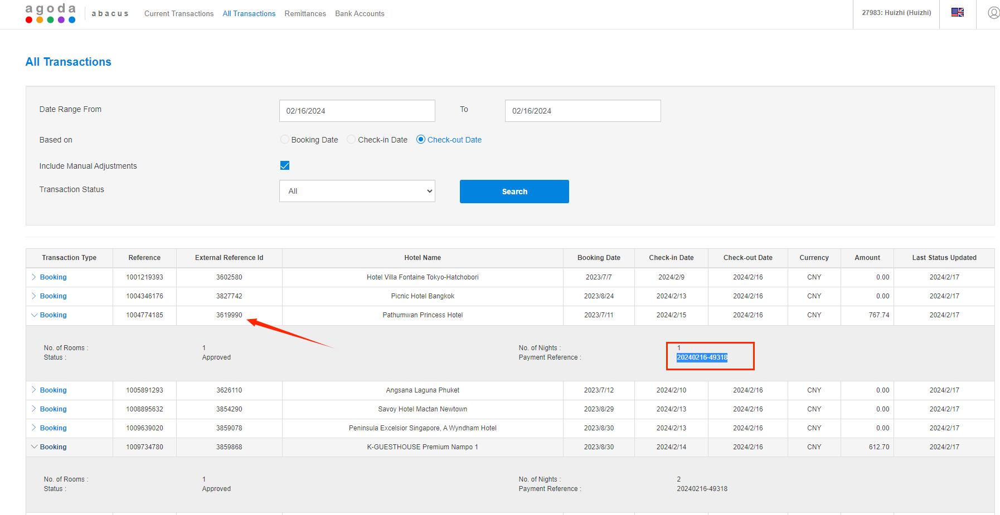 agoda
abacus Current Transactions All Transactions Remittances Bank Accounts 27983: Huizhi (Huizhi)
All Transactions
Date Range From 02/16/2024 To 02/16/2024
Based on Booking Date Check-in Date Check-out Date
Include Manual Adjustments
Transaction Status All Search
Transaction Type Reference External Reference Id Hotel Name Booking Date Check-in Date Check-out Date Currency Amount Last Status Updated
Booking 1001219393 3602580 Hotel Villa Fontaine Tokyo-Hatchobori 2023/7/7 2024/2/9 2024/2/16 CNY 0.00 2024/2/17
Booking 1004346176 3827742 Picnic Hotel Bangkok 2023/8/24 2024/2/13 2024/2/16 CNY 0.00 2024/2/17
Booking 1004774185 3619990 Pathumwan Princess Hotel 2023/7/11 2024/2/15 2024/2/16 CNY 767.74 2024/2/17
No. of Rooms : 1 No. of Nights : 1
Status : Approved Payment Reference : 20240216-49318
Booking 1005891293 3626110 Angsana Laguna Phuket 2023/7/12 2024/2/10 2024/2/16 CNY 0.00 2024/2/17
Booking 1008895632 3854290 Savoy Hotel Mactan Newtown 2023/8/29 2024/2/13 2024/2/16 CNY 0.00 2024/2/17
Booking 1009639020 3859078 Peninsula Excelsior Singapore, A Wyndham Hotel 2023/8/30 2024/2/13 2024/2/16 CNY 0.00 2024/2/17
Booking 1009734780 3859868 K-GUESTHOUSE Premium Nampo 1 2023/8/30 2024/2/14 2024/2/16 CNY 612.70 2024/2/17
No. of Rooms : 1 No. of Nights : 2
Status : Approved Payment Reference : 20240216-49318